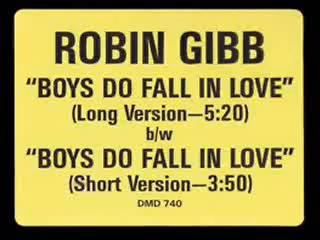 ROBIN GIBB
“BOYS DO FALL IN LOVE”
(Long Version—5:20)
b/w
“BOYS DO FALL IN LOVE”
(Short Version—3:50)
DMD 740